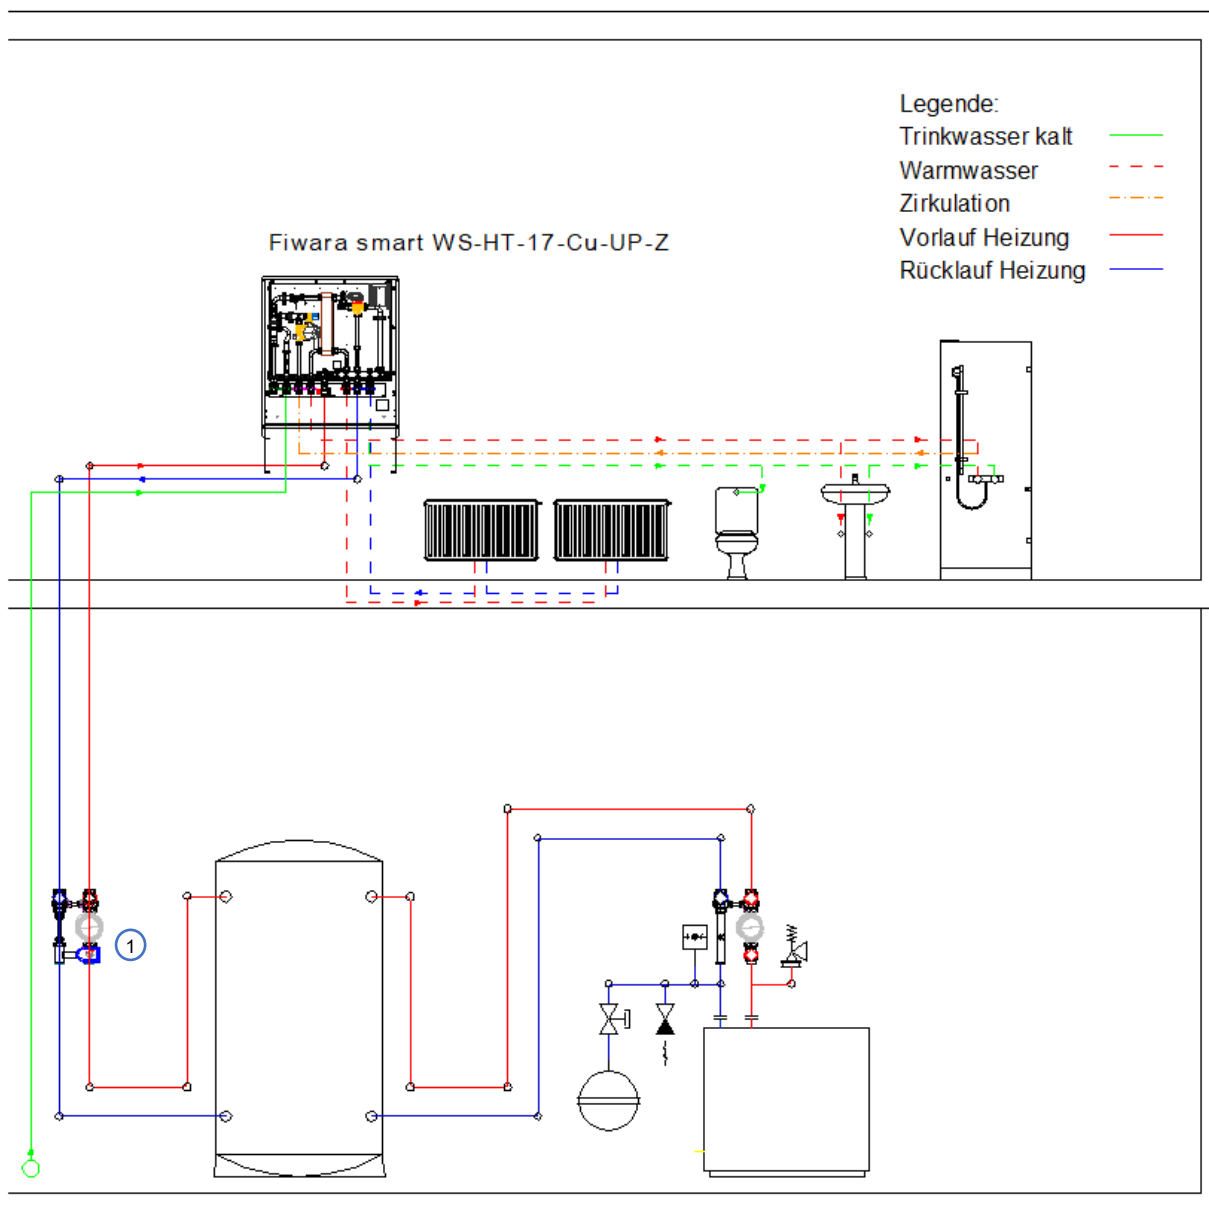 Legende:
Trinkwasser kalt
Warmwasser
Zirkulation
Vorlauf Heizung
Rücklauf Heizung
Fiwara smart WS-HT-17-Cu-UP-Z
1